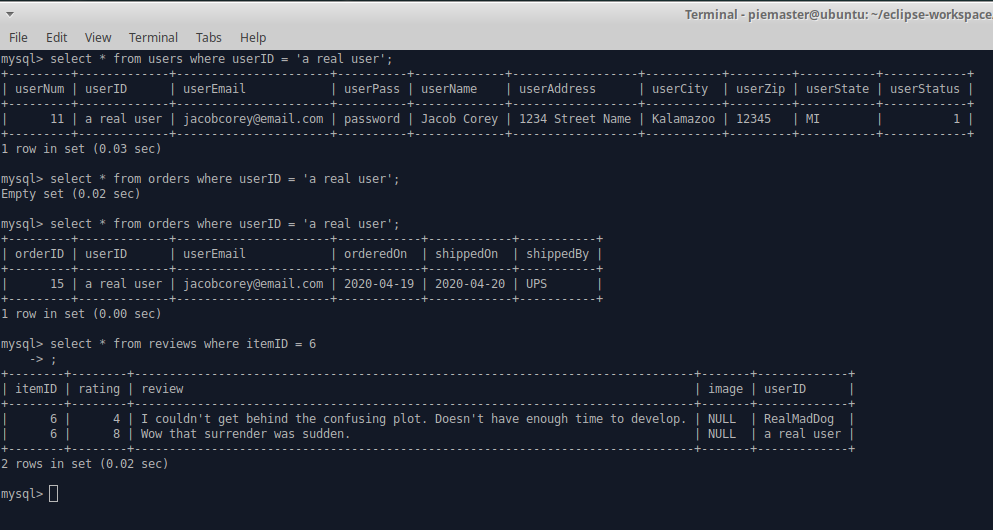 Terminal - piemaster@ubuntu: ~/eclipse-workspace
File Edit View Terminal Tabs Help
mysql> select * from users where userID = 'a real user';
+---------+-------------+----------------------+----------+------------+------------------+-----------+---------+-----------+------------+
| userNum | userID      | userEmail            | userPass | userName   | userAddress      | userCity  | userZip | userState | userStatus |
+---------+-------------+----------------------+----------+------------+------------------+-----------+---------+-----------+------------+
|      11 | a real user | jacobcorey@email.com | password | Jacob Corey | 1234 Street Name | Kalamazoo | 12345   | MI        |          1 |
+---------+-------------+----------------------+----------+------------+------------------+-----------+---------+-----------+------------+
1 row in set (0.03 sec)
mysql> select * from orders where userID = 'a real user';
Empty set (0.02 sec)
mysql> select * from orders where userID = 'a real user';
+---------+-------------+----------------------+------------+------------+-----------+
| orderID | userID      | userEmail            | orderedOn  | shippedOn  | shippedBy |
+---------+-------------+----------------------+------------+------------+-----------+
|      15 | a real user | jacobcorey@email.com | 2020-04-19 | 2020-04-20 | UPS       |
+---------+-------------+----------------------+------------+------------+-----------+
1 row in set (0.00 sec)
mysql> select * from reviews where itemID = 6
    -> ;
+--------+--------+--------------------------------------------------------------------------------+-------+-------------+
| itemID | rating | review                                                                         | image | userID      |
+--------+--------+--------------------------------------------------------------------------------+-------+-------------+
|      6 |      4 | I couldn't get behind the confusing plot. Doesn't have enough time to develop. | NULL  | RealMadDog  |
|      6 |      8 | Wow that surrender was sudden.                                                 | NULL  | a real user |
+--------+--------+--------------------------------------------------------------------------------+-------+-------------+
2 rows in set (0.02 sec)
mysql>